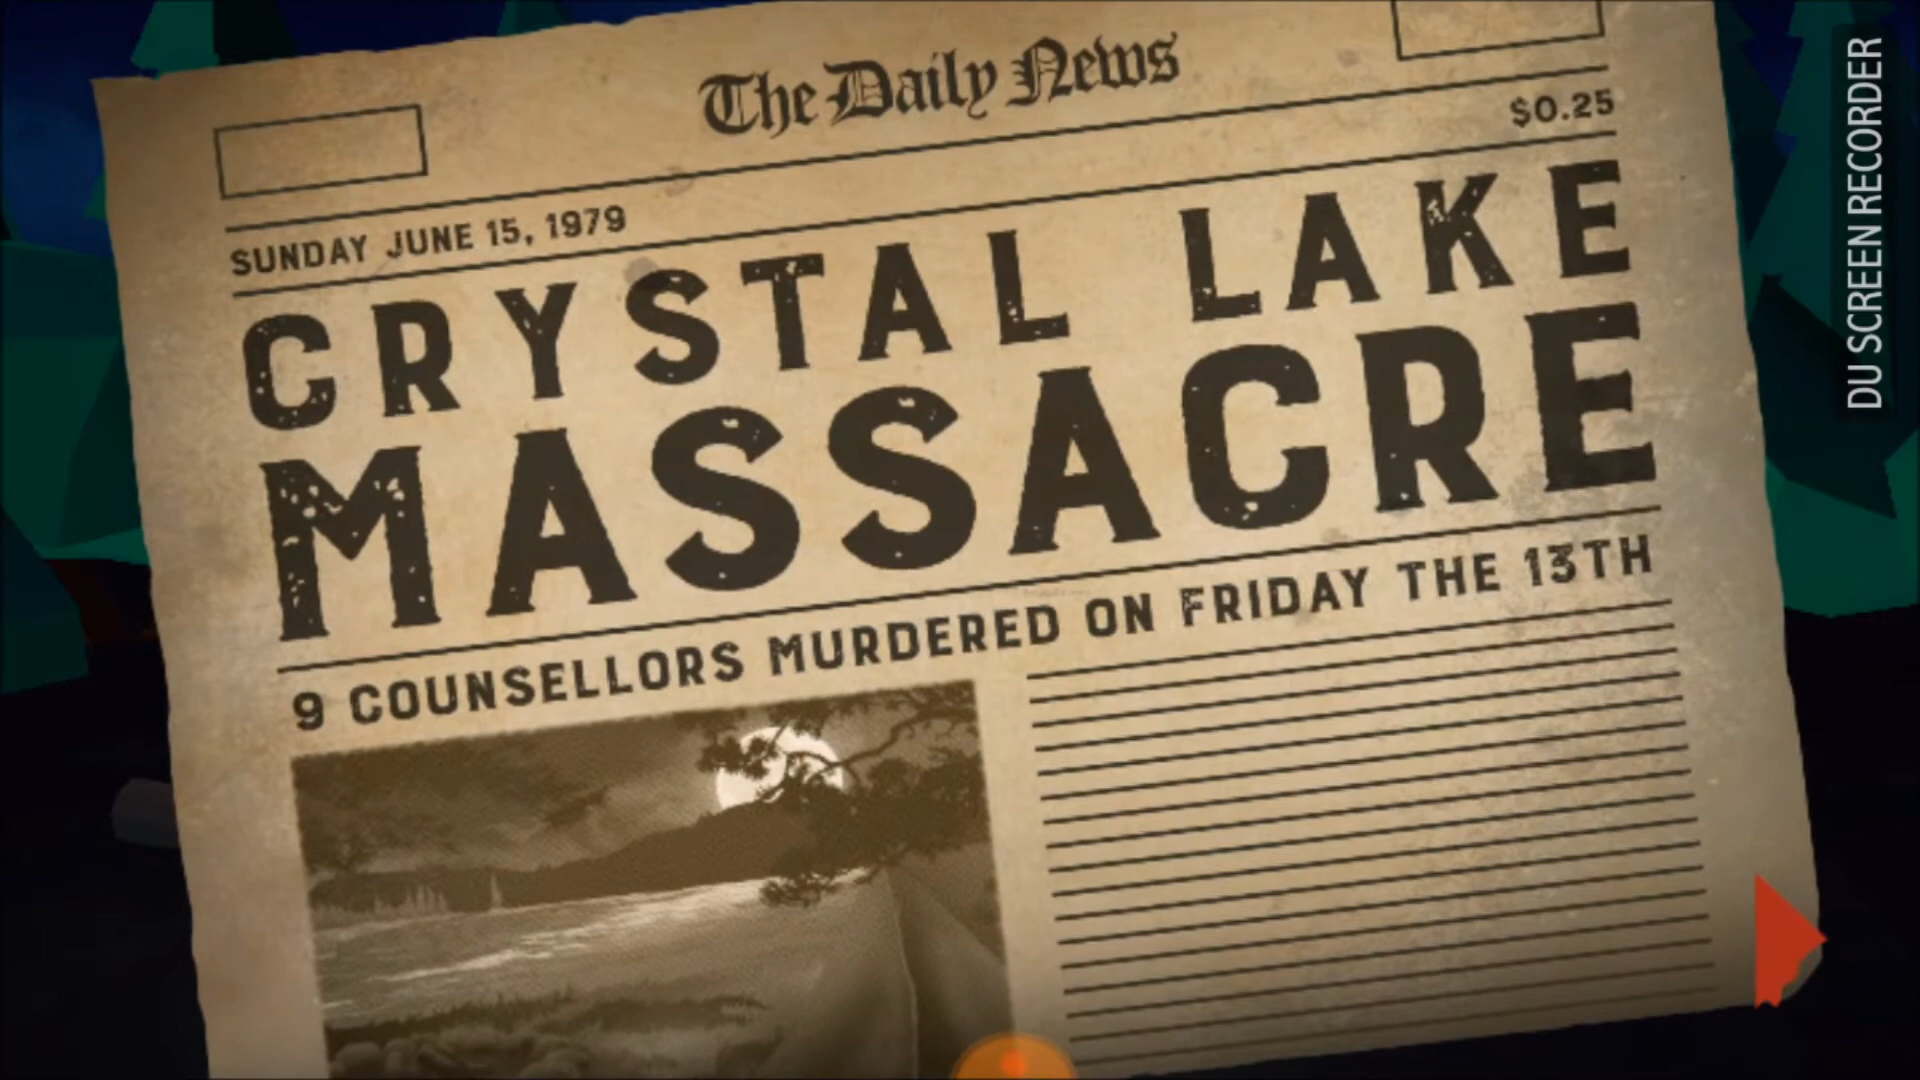 The Daily News
$0.25
SUNDAY JUNE 15, 1979
CRYSTAL LAKE
MASSACRE
9 COUNSELLORS MURDERED ON FRIDAY THE 13TH
DU SCREEN RECORDER